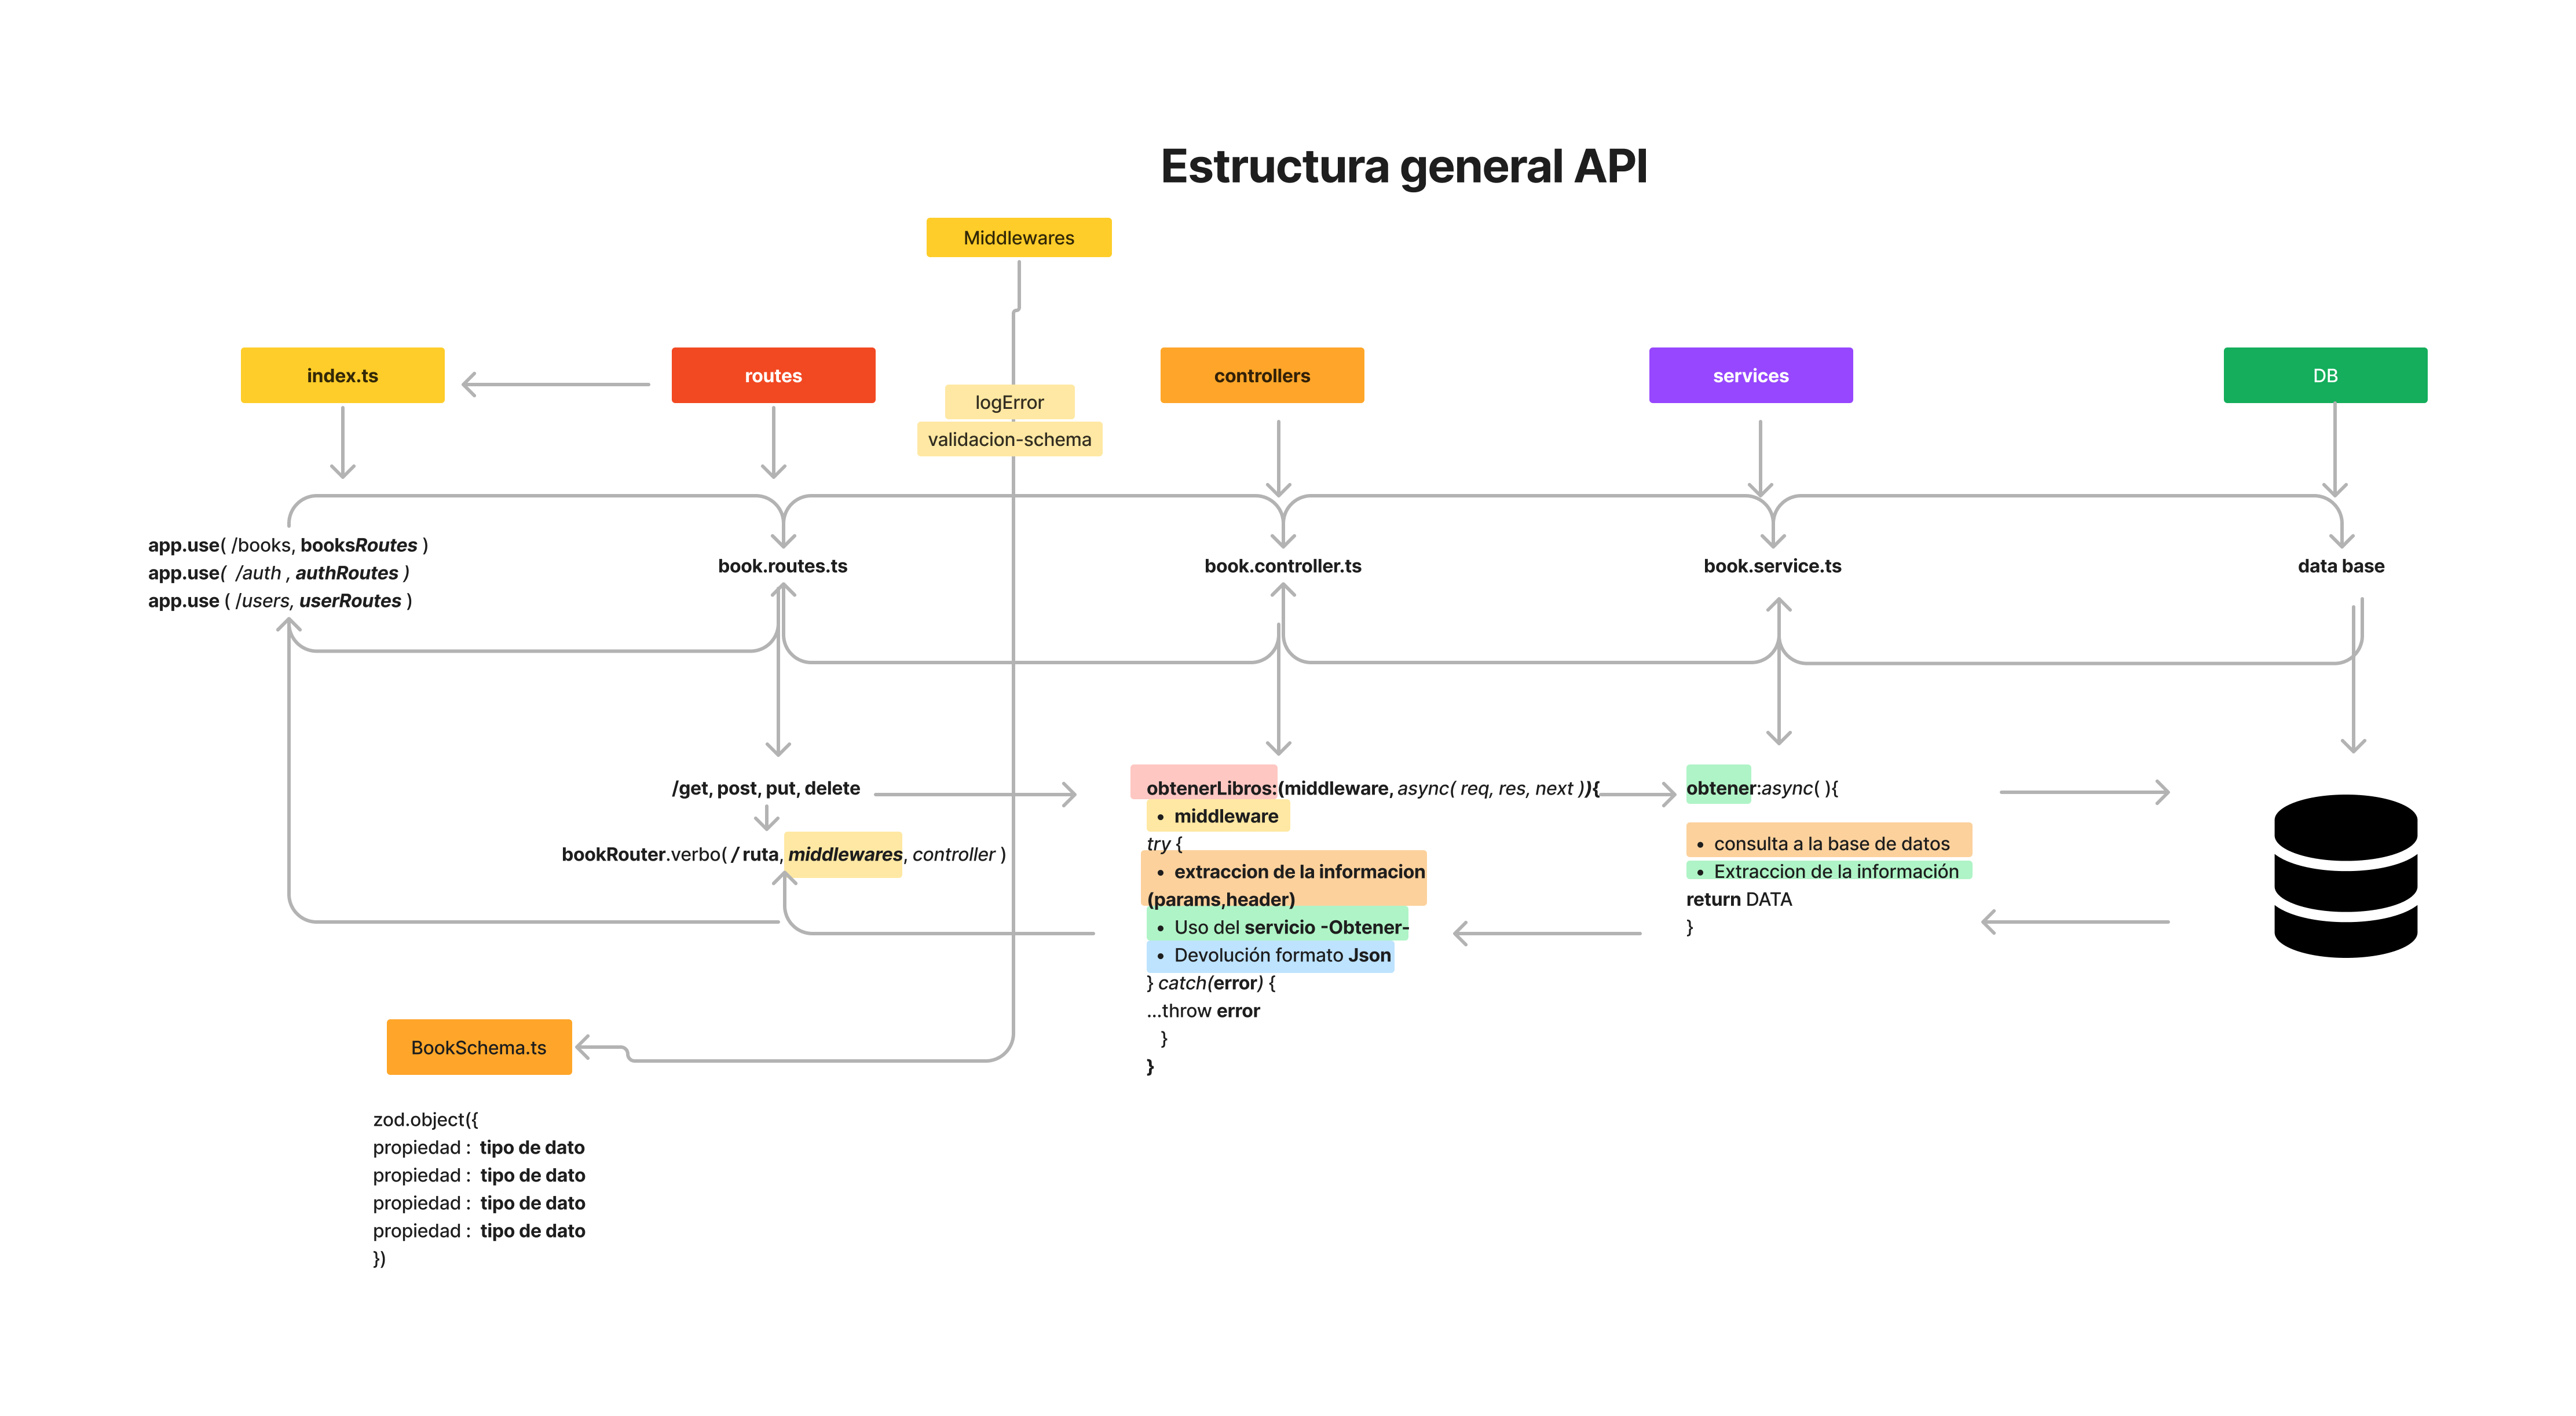 Estructura general API
Middlewares
index.ts
routes
controllers
services
DB
logError
validacion-schema
app.use( /books, booksRoutes )
app.use( /auth , authRoutes )
app.use ( /users, userRoutes )
book.routes.ts
book.controller.ts
book.service.ts
data base
/get, post, put, delete
bookRouter.verbo( / ruta, middlewares, controller )
obtenerLibros:(middleware, async( req, res, next )){
• middleware
try {
• extraccion de la informacion
(params,header)
• Uso del servicio -Obtener-
• Devolución formato Json
} catch(error) {
...throw error
}
}
obtener:async( ){
• consulta a la base de datos
• Extraccion de la información
return DATA
}
BookSchema.ts
zod.object({
propiedad : tipo de dato
propiedad : tipo de dato
propiedad : tipo de dato
propiedad : tipo de dato
})